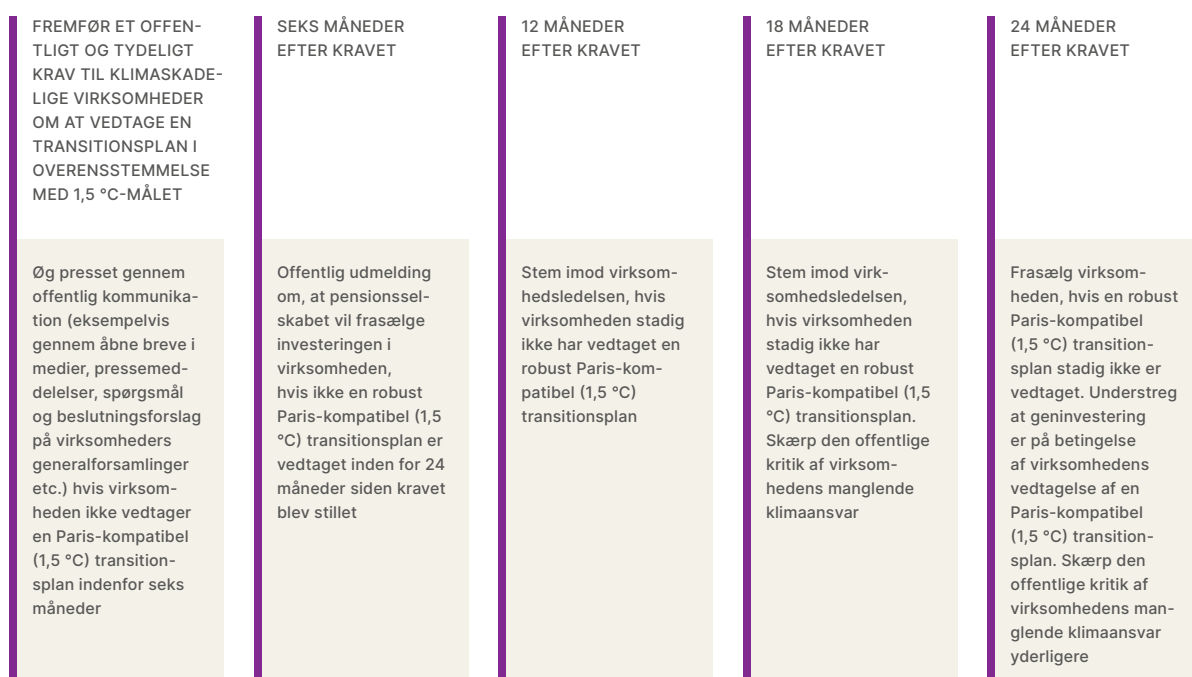 FREMFØR ET OFFEN-
TLIGT OG TYDELIGT
KRAV TIL KLIMASKADE-
LIGE VIRKSOMHEDER
OM AT VEDTAGE EN
TRANSITIONSPLAN I
OVERENSSTEMMELSE
MED 1,5 °C-MÅLET
Øg presset gennem
offentlig kommunika-
tion (eksempelvis
gennem åbne breve i
medier, pressemed-
delelser, spørgsmål
og beslutningsforslag
på virksomheders
generalforsamlinger
etc.) hvis virksom-
heden ikke vedtager
en Paris-kompatibel
(1,5 °C) transition-
splan indenfor seks
måneder
SEKS MÅNEDER
EFTER KRAVET
Offentlig udmelding
om, at pensionssel-
skabet vil frasælge
investeringen i
virksomheden,
hvis ikke en robust
Paris-kompatibel (1,5
°C) transitionsplan er
vedtaget inden for 24
måneder siden kravet
blev stillet
12 MÅNEDER
EFTER KRAVET
Stem imod virksom-
hedsledelsen, hvis
virksomheden stadig
ikke har vedtaget en
robust Paris-kom-
patibel (1,5 °C)
transitionsplan
18 MÅNEDER
EFTER KRAVET
Stem imod virk-
somhedsledelsen,
hvis virksomheden
stadig ikke har
vedtaget en robust
Paris-kompatibel (1,5
°C) transitionsplan.
Skærp den offentlige
kritik af virksom-
hedens manglende
klimaansvar
24 MÅNEDER
EFTER KRAVET
Frasælg virksom-
heden, hvis en robust
Paris-kompatibel
(1,5 °C) transition-
splan stadig ikke er
vedtaget. Understreg
at geninvestering
er på betingelse
af virksomhedens
vedtagelse af en
Paris-kompatibel
(1,5 °C) transition-
splan. Skærp den
offentlige kritik af
virksomhedens man-
glende klimaansvar
yderligere